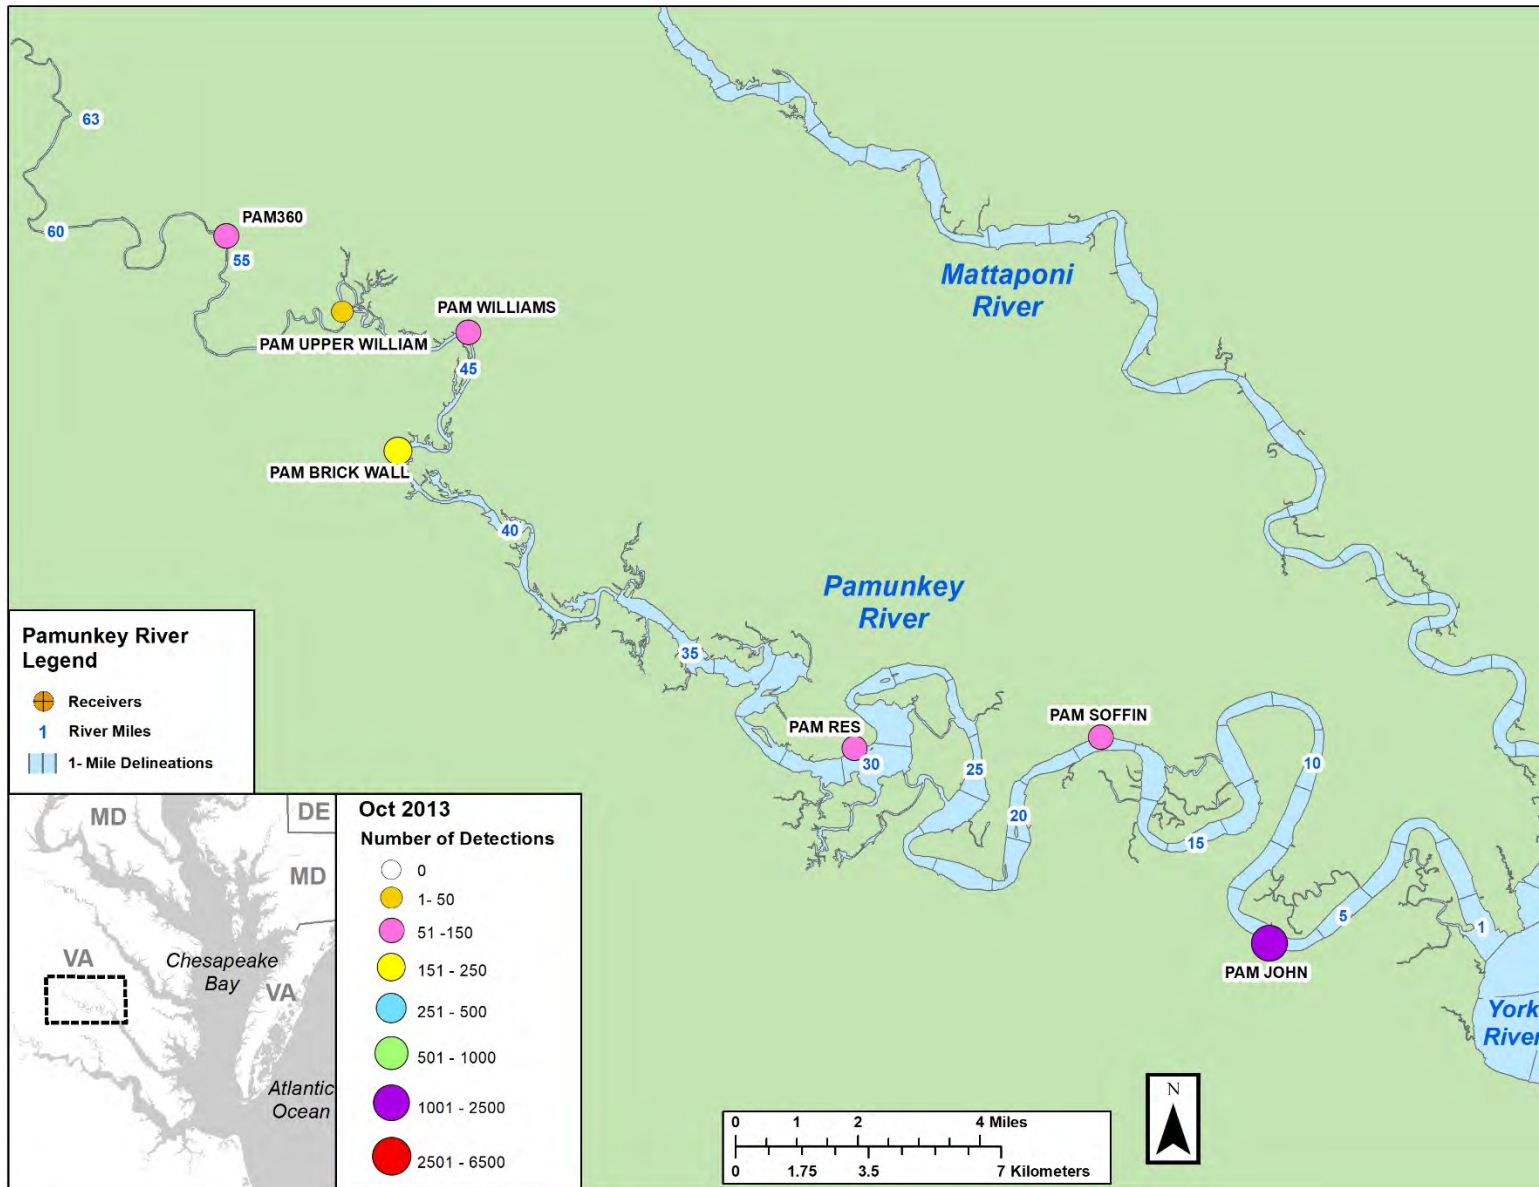 63
PAM360
60
55
Mattaponi
River
PAM WILLIAMS
PAM UPPER WILLIAM
45
PAM BRICK WALL
40
Pamunkey
River
35
PAM RES
PAM SOFFIN
30
25
10
20
15
5
1
PAM JOHN
York
River
Pamunkey River
Legend
Receivers
1 River Miles
1- Mile Delineations
MD
DE
MD
VA
Chesapeake
Bay
VA
Atlantic
Ocean
Oct 2013
Number of Detections
0
1- 50
51 -150
151 - 250
251 - 500
501 - 1000
1001 - 2500
2501 - 6500
0 1 2 4 Miles
0 1.75 3.5 7 Kilometers
N